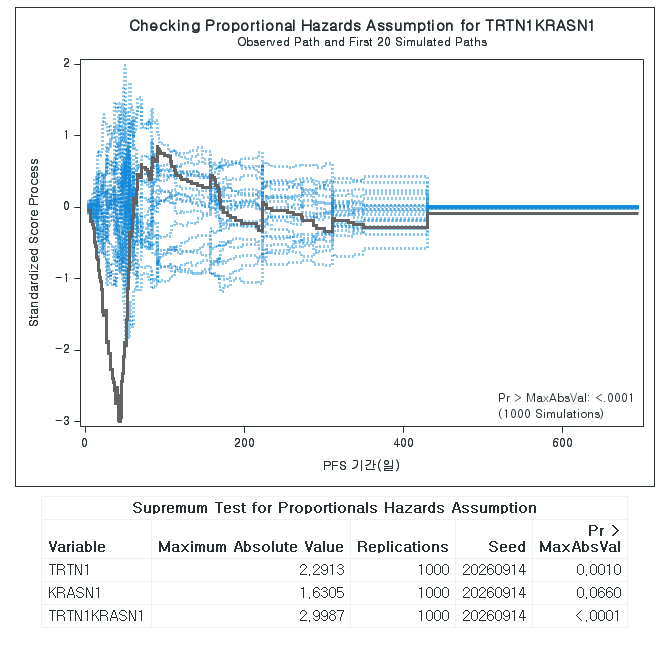 Checking Proportional Hazards Assumption for TRTN1KRASN1
Observed Path and First 20 Simulated Paths
Standardized Score Process
2
1
0
-1
-2
-3
Pr > MaxAbsVal: <.0001
(1000 Simulations)
0 200 400 600
PFS 기간(일)
Supremum Test for Proportionals Hazards Assumption
Variable Maximum Absolute Value Replications Seed Pr > MaxAbsVal
TRTN1 2.2913 1000 20260914 0.0010
KRASN1 1.6305 1000 20260914 0.0660
TRTN1KRASN1 2.9987 1000 20260914 <.0001